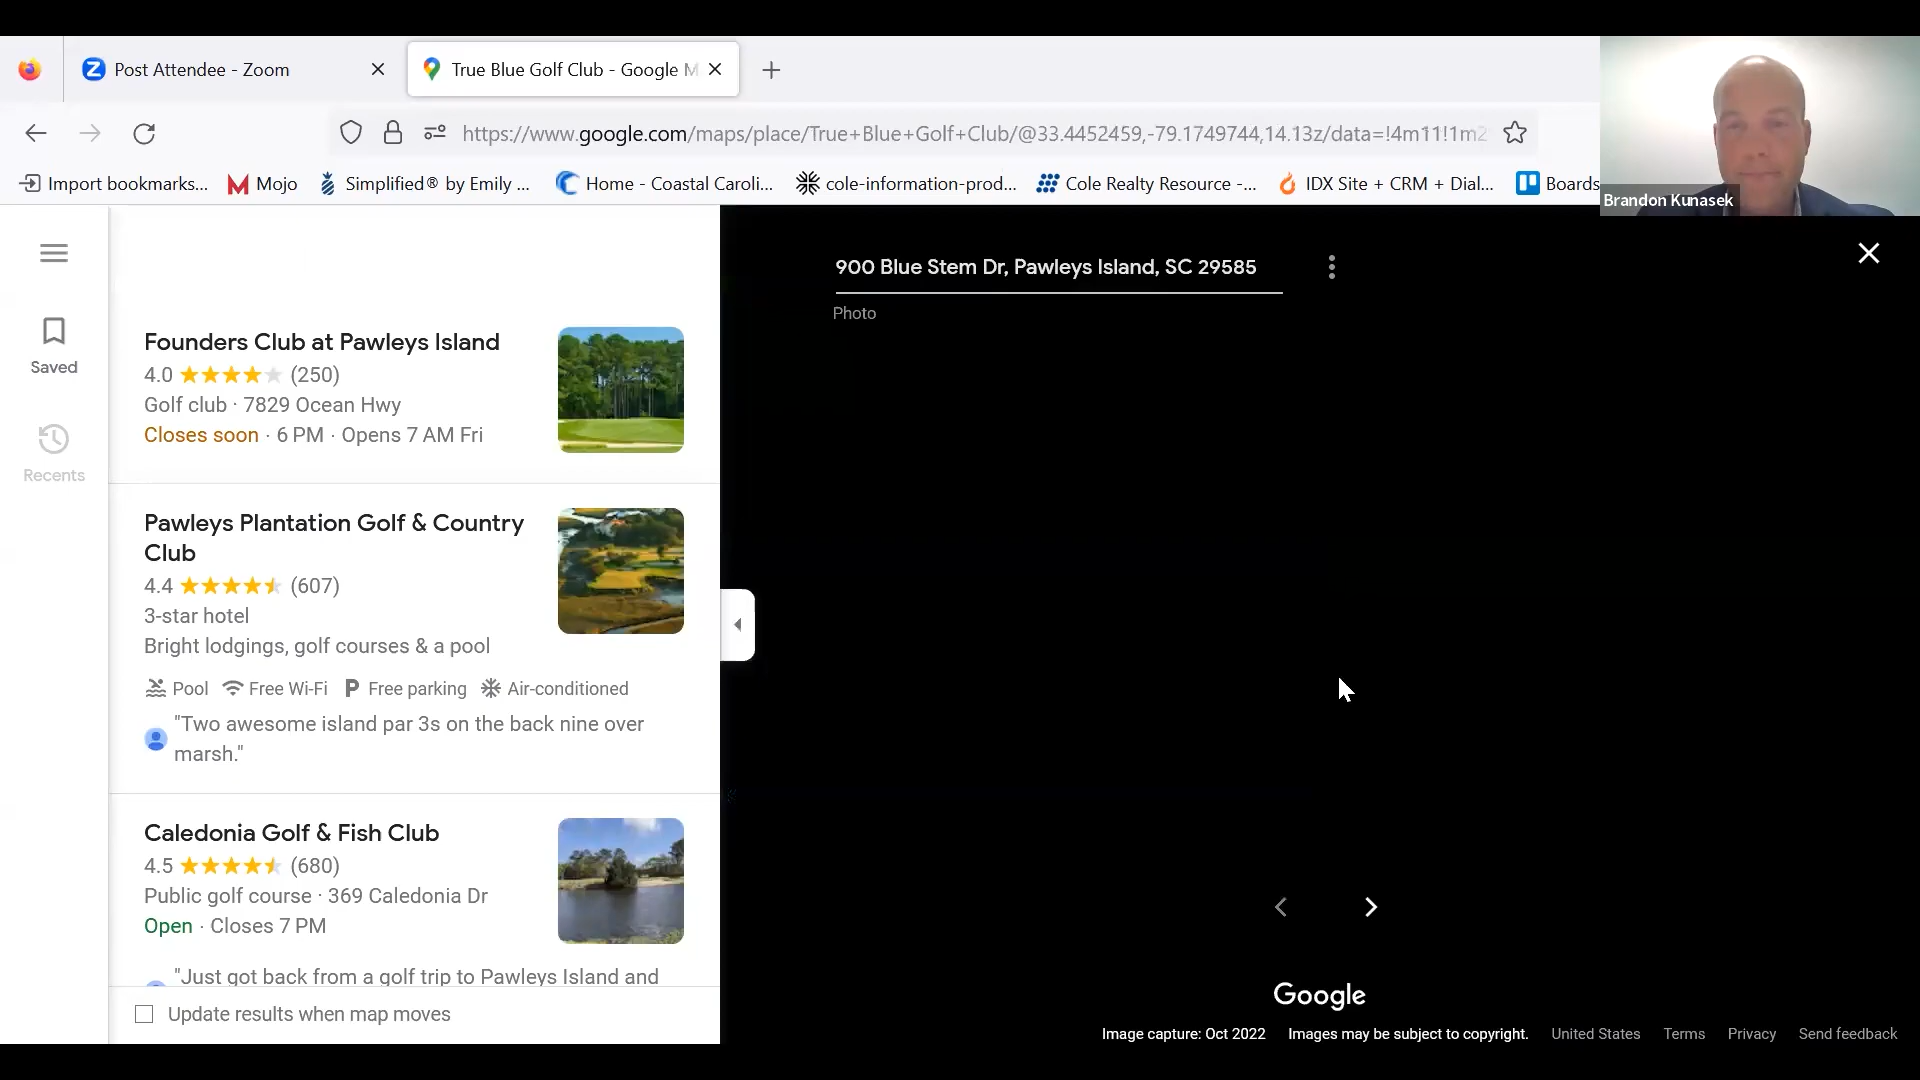 Post Attendee - Zoom
True Blue Golf Club - Google M
https://www.google.com/maps/place/True+Blue+Golf+Club/@33.4452459,-79.1749744,14.13z/data=!4m11!1m2
Import bookmarks...
Mojo
Simplified® by Emily ...
Home - Coastal Caroli...
cole-information-prod...
Cole Realty Resource -...
IDX Site + CRM + Dial...
Boards
Brandon Kunasek
Saved
Recents
Founders Club at Pawleys Island
4.0 (250)
Golf club · 7829 Ocean Hwy
Closes soon · 6 PM · Opens 7 AM Fri
Pawleys Plantation Golf & Country
Club
4.4 (607)
3-star hotel
Bright lodgings, golf courses & a pool
Pool Free Wi-Fi P Free parking Air-conditioned
"Two awesome island par 3s on the back nine over
marsh."
Caledonia Golf & Fish Club
4.5 (680)
Public golf course · 369 Caledonia Dr
Open · Closes 7 PM
"Just got back from a golf trip to Pawleys Island and
Update results when map moves
900 Blue Stem Dr, Pawleys Island, SC 29585
Photo
Google
Image capture: Oct 2022 Images may be subject to copyright. United States Terms Privacy Send feedback